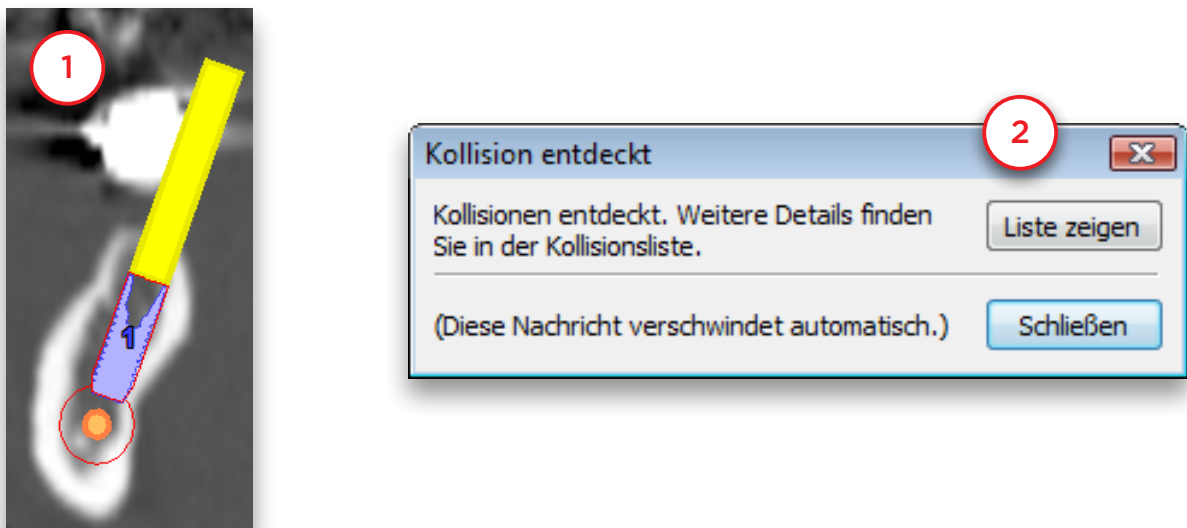 1
1
2
Kollision entdeckt
Kollisionen entdeckt. Weitere Details finden
Sie in der Kollisionsliste.
Liste zeigen
(Diese Nachricht verschwindet automatisch.)
Schließen